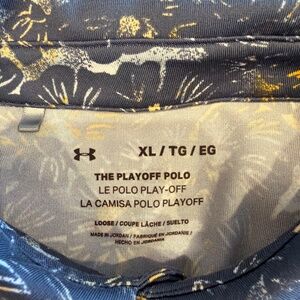 XL / TG / EG
THE PLAYOFF POLO
LE POLO PLAY-OFF
LA CAMISA POLO PLAYOFF
LOOSE / COUPE LÂCHE / SUELTO
MADE IN JORDAN / FABRIQUÉ EN JORDANIE /
HECHO EN JORDANIA